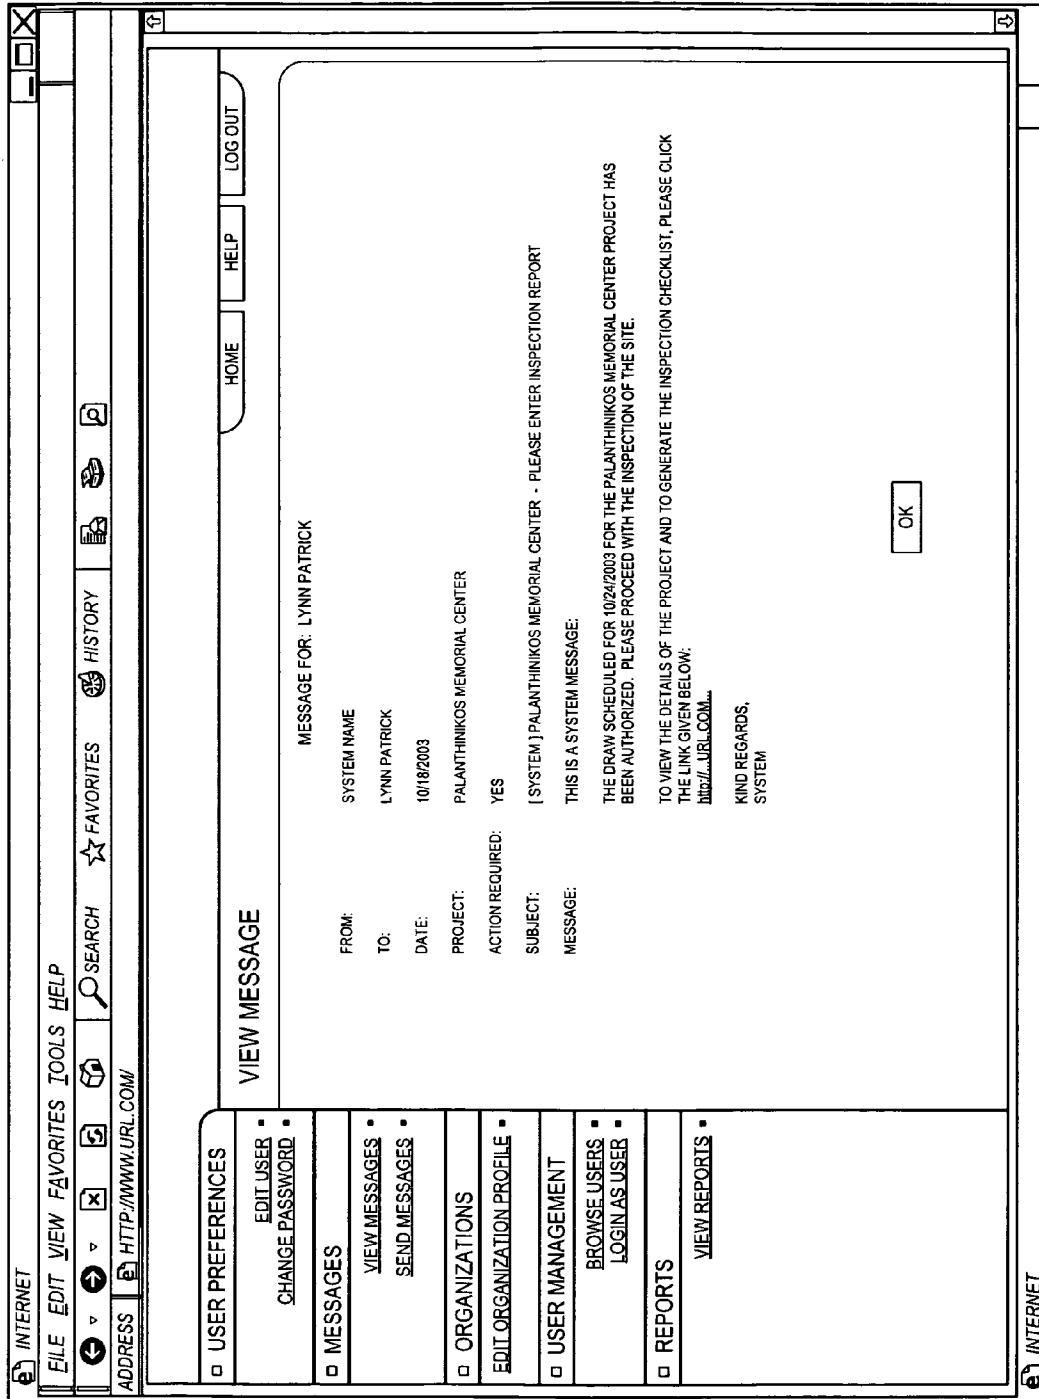 INTERNET
FILE EDIT VIEW FAVORITES TOOLS HELP
SEARCH FAVORITES HISTORY
ADDRESS HTTP://WWW.URL.COM/
HOME HELP LOG OUT
USER PREFERENCES
EDIT USER
CHANGE PASSWORD
MESSAGES
VIEW MESSAGES
SEND MESSAGES
ORGANIZATIONS
EDIT ORGANIZATION PROFILE
USER MANAGEMENT
BROWSE USERS
LOGIN AS USER
REPORTS
VIEW REPORTS
VIEW MESSAGE
MESSAGE FOR: LYNN PATRICK
FROM: SYSTEM NAME
TO: LYNN PATRICK
DATE: 10/18/2003
PROJECT: PALANTHINIKOS MEMORIAL CENTER
ACTION REQUIRED: YES
SUBJECT: [ SYSTEM ] PALANTHINIKOS MEMORIAL CENTER - PLEASE ENTER INSPECTION REPORT
MESSAGE: THIS IS A SYSTEM MESSAGE:
THE DRAW SCHEDULED FOR 10/24/2003 FOR THE PALANTHINIKOS MEMORIAL CENTER PROJECT HAS
BEEN AUTHORIZED. PLEASE PROCEED WITH THE INSPECTION OF THE SITE.
TO VIEW THE DETAILS OF THE PROJECT AND TO GENERATE THE INSPECTION CHECKLIST, PLEASE CLICK
THE LINK GIVEN BELOW:
http://...URL.COM...
KIND REGARDS,
SYSTEM
OK
INTERNET